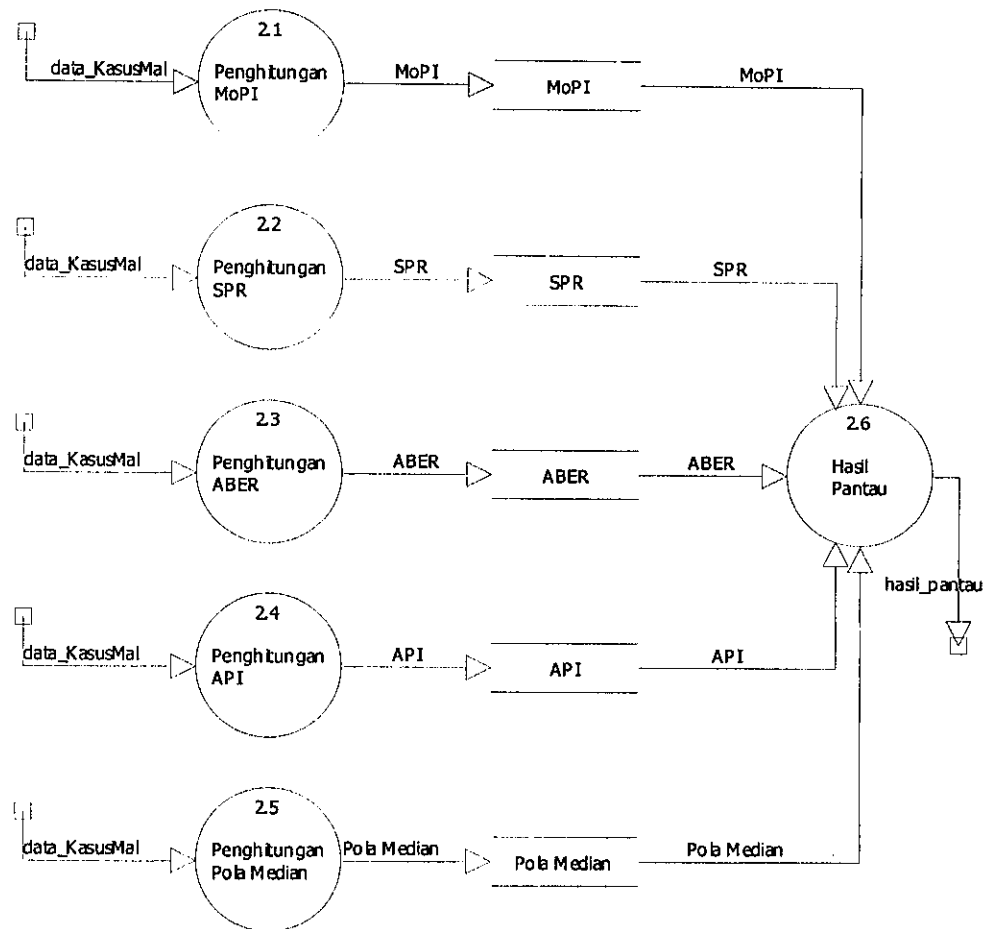 2.1
data_KasusMal
Penghitungan
MoPI
MoPI
MoPI
MoPI
2.2
data_KasusMal
Penghitungan
SPR
SPR
SPR
SPR
2.3
data_KasusMal
Penghitungan
ABER
ABER
ABER
ABER
2.6
Hasil
Pantau
hasil_pantau
2.4
data_KasusMal
Penghitungan
API
API
API
API
2.5
data_KasusMal
Penghitungan
Pola Median
Pola Median
Pola Median
Pola Median